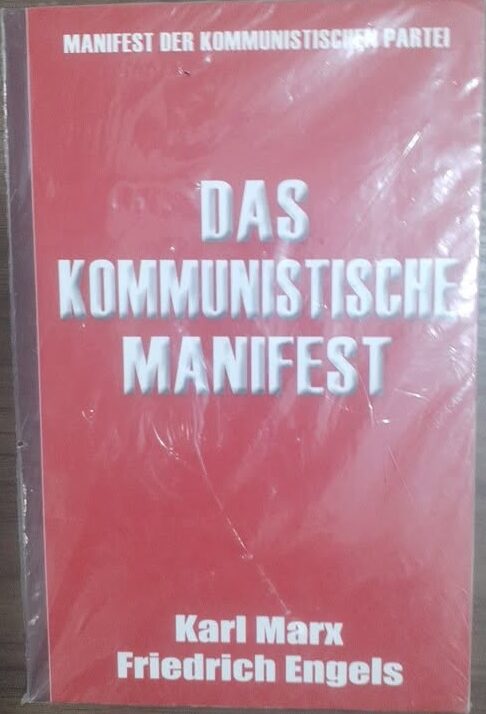 MANIFEST DER KOMMUNISTISCHEN PARTEI
DAS
KOMMUNISTISCHE
MANIFEST
Karl Marx
Friedrich Engels